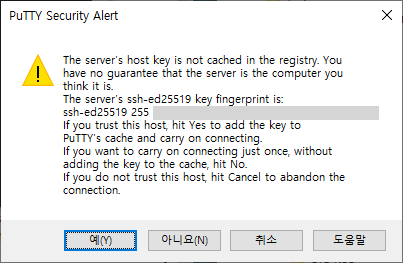 PuTTY Security Alert
The server's host key is not cached in the registry. You
have no guarantee that the server is the computer you
think it is.
The server's ssh-ed25519 key fingerprint is:
ssh-ed25519 255
If you trust this host, hit Yes to add the key to
PuTTY's cache and carry on connecting.
If you want to carry on connecting just once, without
adding the key to the cache, hit No.
If you do not trust this host, hit Cancel to abandon the
connection.
예(Y) 아니요(N) 취소 도움말